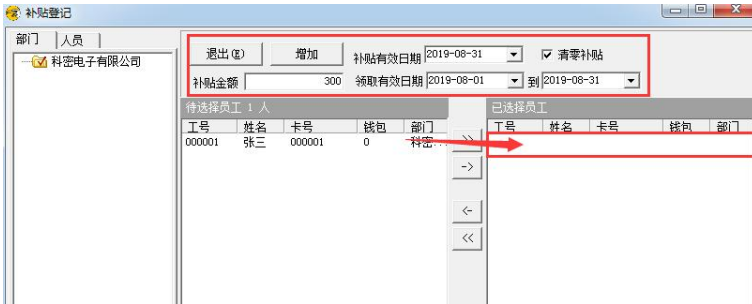 补贴登记
部门 人员
科密电子有限公司
退出(E) 增加 补贴有效日期 2019-08-31 清零补贴
补贴金额 300 领取有效日期 2019-08-01 到 2019-08-31
待选择员工 1 人 已选择员工
工号 姓名 卡号 钱包 部门 >> 工号 姓名 卡号 钱包 部门
000001 张三 000001 0 科密...
->
<-
<<